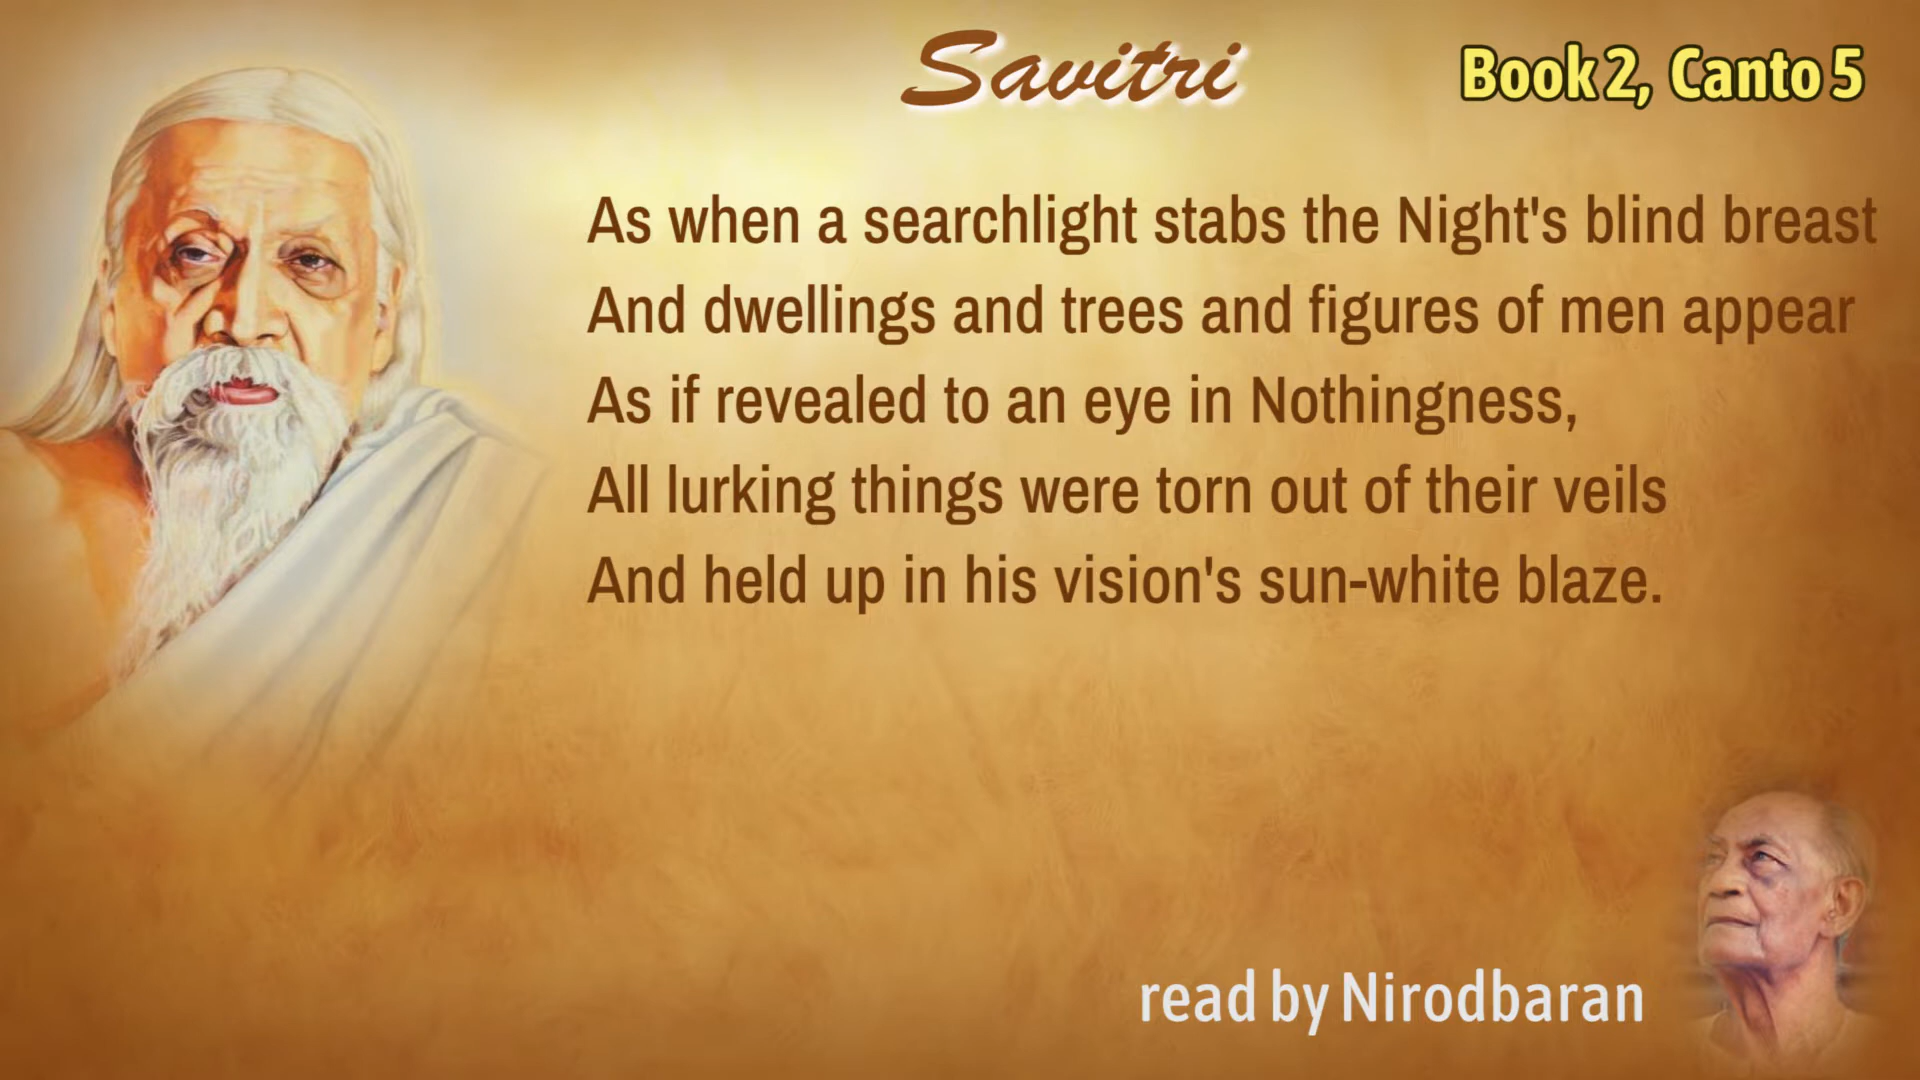 Savitri
Book 2, Canto 5
As when a searchlight stabs the Night's blind breast
And dwellings and trees and figures of men appear
As if revealed to an eye in Nothingness,
All lurking things were torn out of their veils
And held up in his vision's sun-white blaze.
read by Nirodbaran